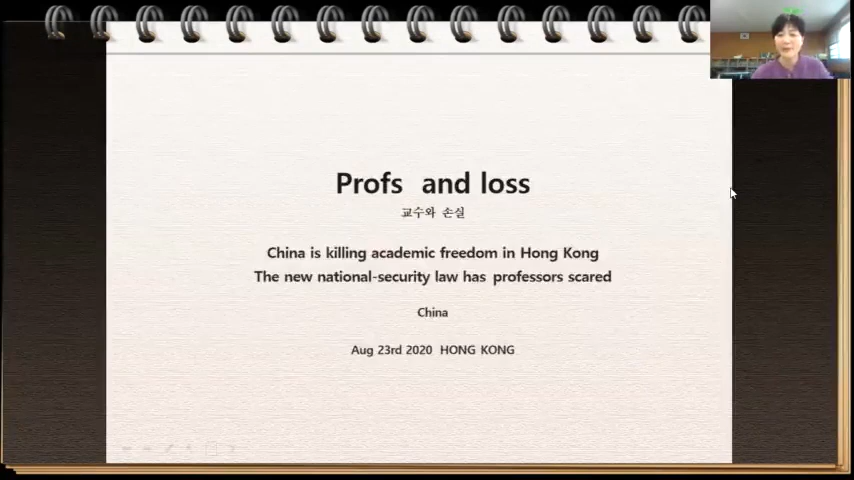 Profs and loss
교수와 손실
China is killing academic freedom in Hong Kong
The new national-security law has professors scared
China
Aug 23rd 2020 HONG KONG